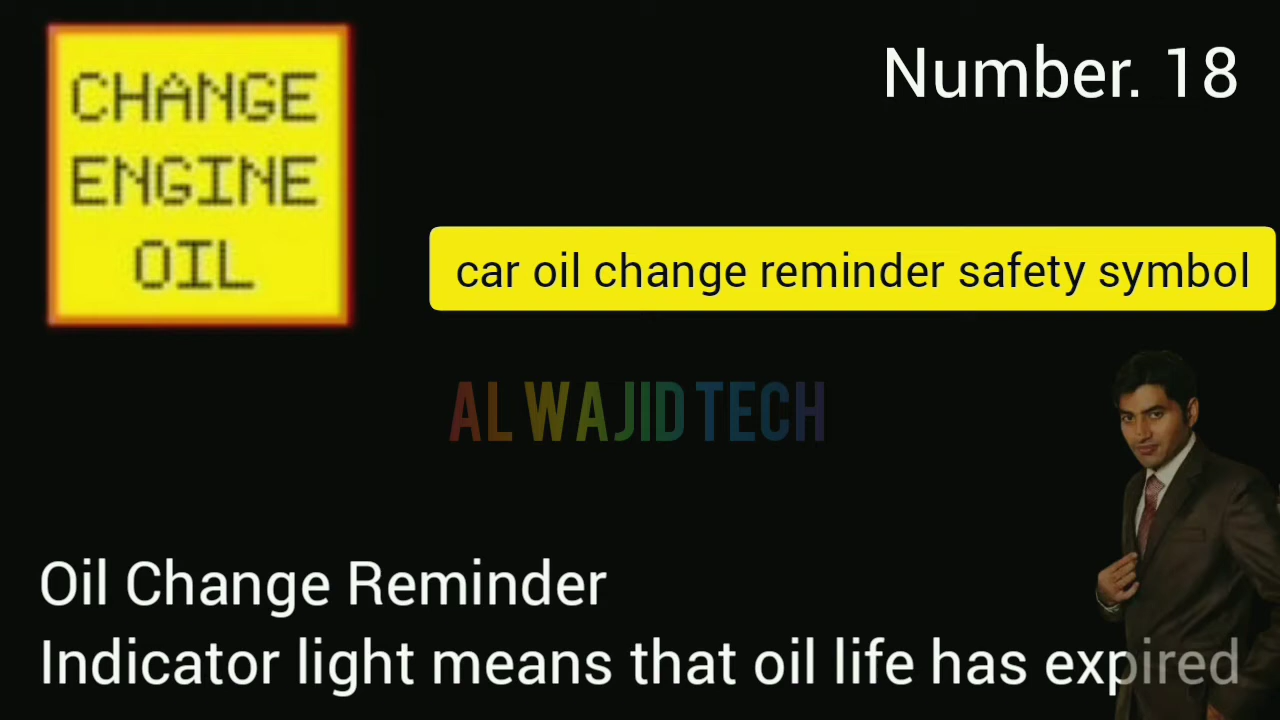 CHANGE
ENGINE
OIL
Number. 18
car oil change reminder safety symbol
AL WAJID TECH
Oil Change Reminder
Indicator light means that oil life has expired